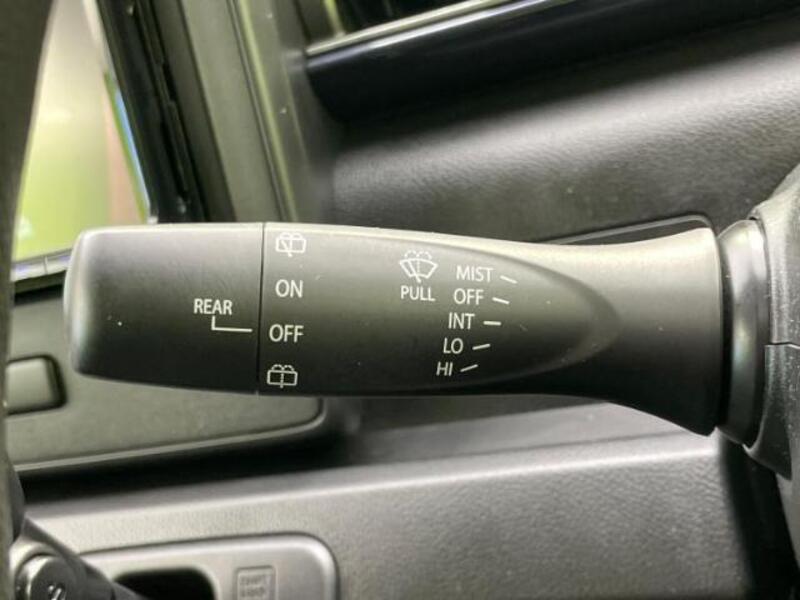 REAR
ON
OFF
PULL
MIST
OFF
INT
LO
HI